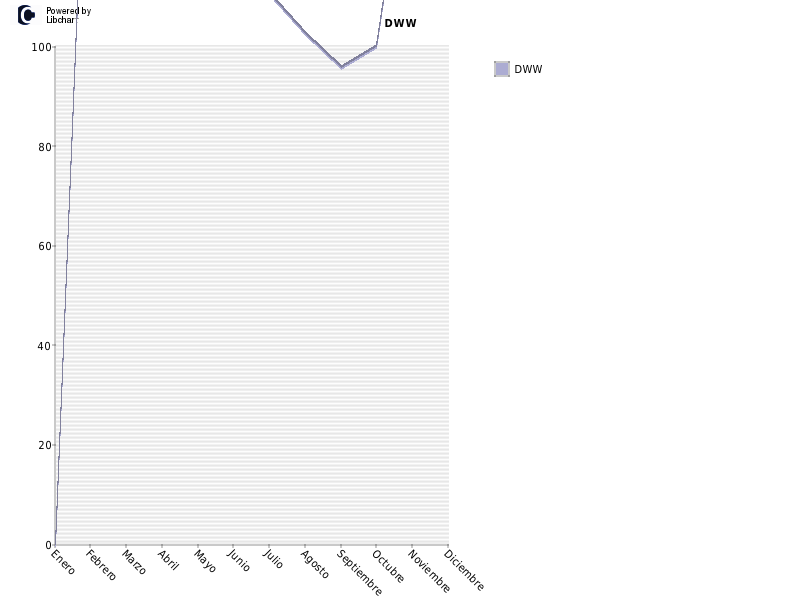 Powered by
Libchar
DWW
DWW
100
80
60
40
20
0
Enero
Febrero
Marzo
Abril
Mayo
Junio
Julio
Agosto
Septiembre
Octubre
Noviembre
Diciembre